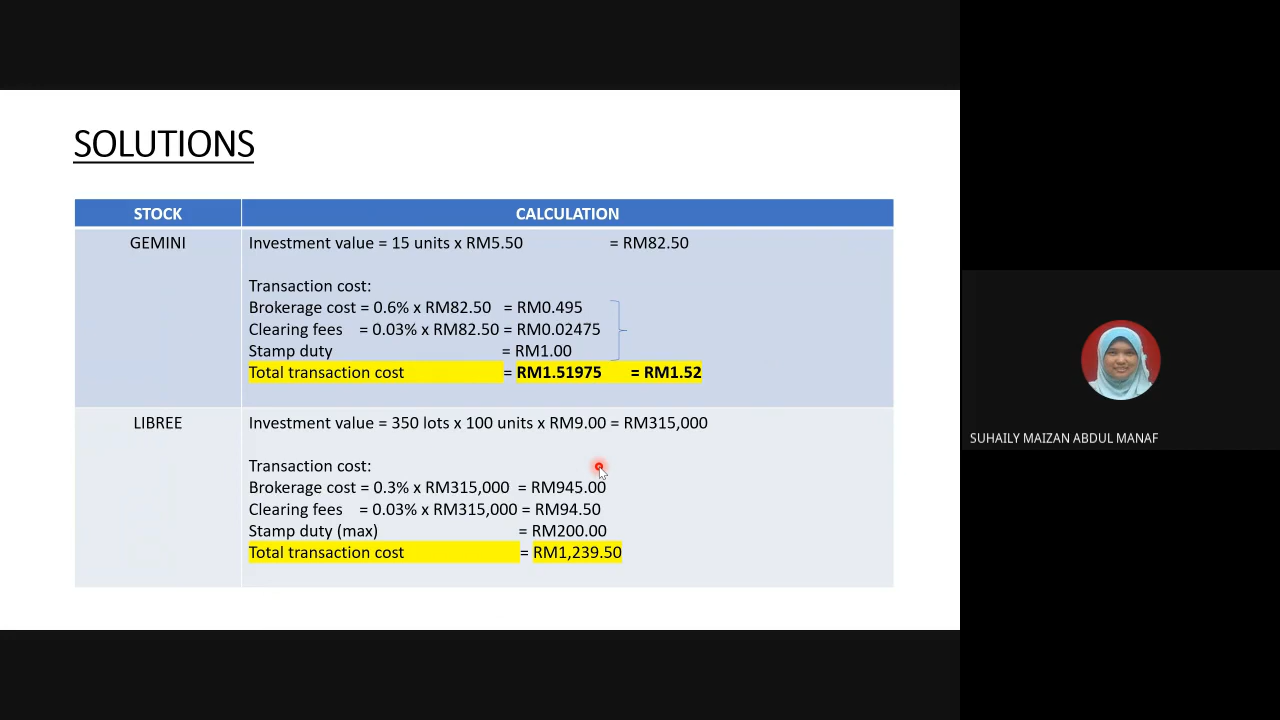 SOLUTIONS
STOCK CALCULATION
GEMINI Investment value = 15 units x RM5.50 = RM82.50
Transaction cost:
Brokerage cost = 0.6% x RM82.50 = RM0.495
Clearing fees = 0.03% x RM82.50 = RM0.02475
Stamp duty = RM1.00
Total transaction cost = RM1.51975 = RM1.52
LIBREE Investment value = 350 lots x 100 units x RM9.00 = RM315,000
Transaction cost:
Brokerage cost = 0.3% x RM315,000 = RM945.00
Clearing fees = 0.03% x RM315,000 = RM94.50
Stamp duty (max) = RM200.00
Total transaction cost = RM1,239.50
SUHAILY MAIZAN ABDUL MANAF